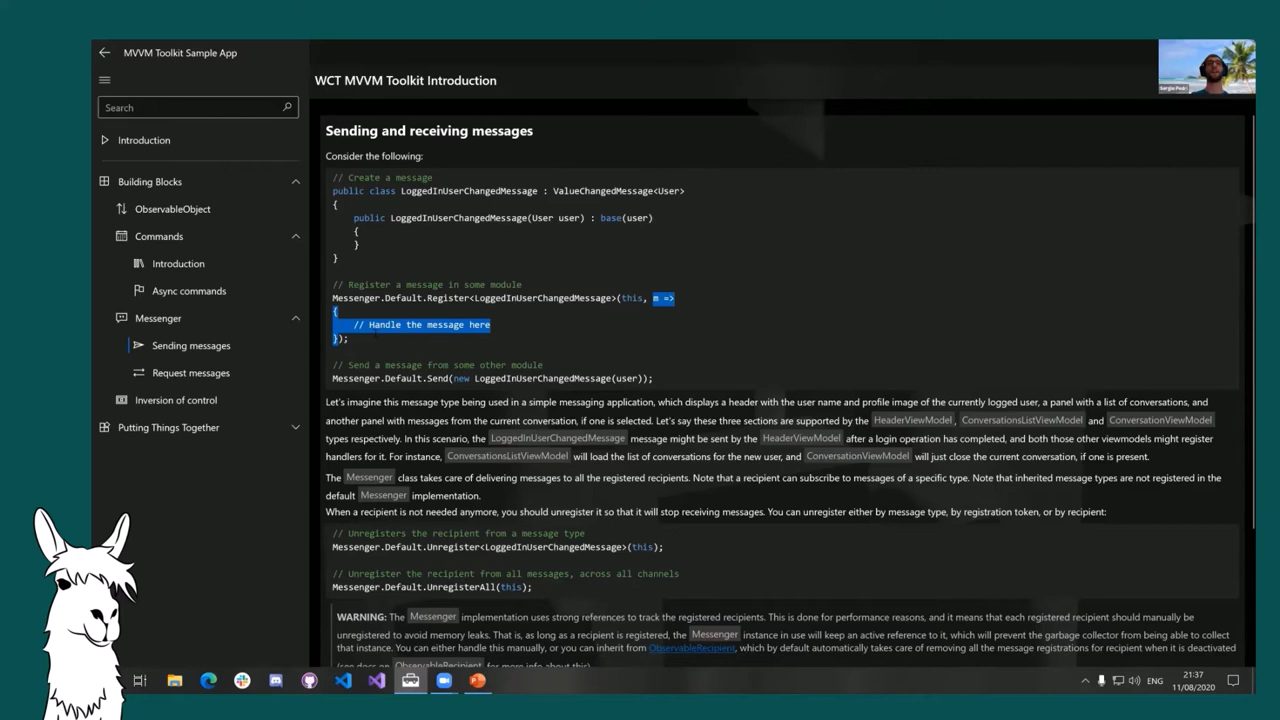 MVVM Toolkit Sample App
WCT MVVM Toolkit Introduction
Search
Introduction
Building Blocks
ObservableObject
Commands
Introduction
Async commands
Messenger
Sending messages
Request messages
Inversion of control
Putting Things Together
Sending and receiving messages
Consider the following:
// Create a message
public class LoggedInUserChangedMessage : ValueChangedMessage<User>
{
public LoggedInUserChangedMessage(User user) : base(user)
{
}
}
// Register a message in some module
Messenger.Default.Register<LoggedInUserChangedMessage>(this, m =>
{
// Handle the message here
});
// Send a message from some other module
Messenger.Default.Send(new LoggedInUserChangedMessage(user));
Let's imagine this message type being used in a simple messaging application, which displays a header with the user name and profile image of the currently logged user, a panel with a list of conversations, and
another panel with messages from the current conversation, if one is selected. Let's say these three sections are supported by the HeaderViewModel , ConversationsListViewModel and ConversationViewModel
types respectively. In this scenario, the LoggedInUserChangedMessage message might be sent by the HeaderViewModel after a login operation has completed, and both those other viewmodels might register
handlers for it. For instance, ConversationsListViewModel will load the list of conversations for the new user, and ConversationViewModel will just close the current conversation, if one is present.
The Messenger class takes care of delivering messages to all the registered recipients. Note that a recipient can subscribe to messages of a specific type. Note that inherited message types are not registered in the
default Messenger implementation.
When a recipient is not needed anymore, you should unregister it so that it will stop receiving messages. You can unregister either by message type, by registration token, or by recipient:
// Unregisters the recipient from a message type
Messenger.Default.Unregister<LoggedInUserChangedMessage>(this);
// Unregister the recipient from all messages, across all channels
Messenger.Default.UnregisterAll(this);
WARNING: The Messenger implementation uses strong references to track the registered recipients. This is done for performance reasons, and it means that each registered recipient should manually be
unregistered to avoid memory leaks. That is, as long as a recipient is registered, the Messenger instance in use will keep an active reference to it, which will prevent the garbage collector from being able to collect
that instance. You can either handle this manually, or you can inherit from ObservableRecipient, which by default automatically takes care of removing all the message registrations for recipient when it is deactivated
(see docs on ObservableRecipient for more info about this).
Sergio Pedri
ENG
21:37
11/08/2020